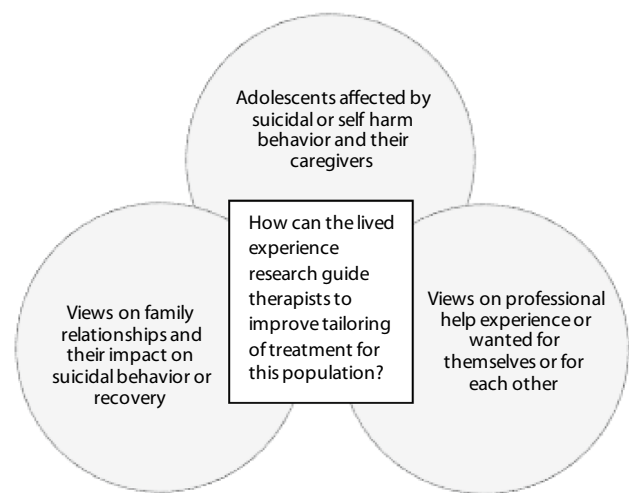 Adolescents affected by
suicidal or self harm
behavior and their
caregivers
How can the lived
experience
research guide
therapists to
improve tailoring
of treatment for
this population?
Views on family
relationships and
their impact on
suicidal behavior or
recovery
Views on professional
help experience or
wanted for
themselves or for
each other